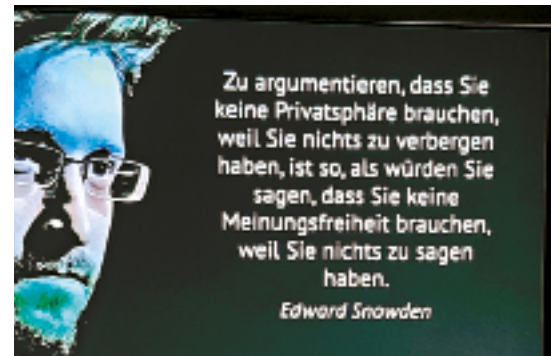 Zu argumentieren, dass Sie
keine Privatsphäre brauchen,
weil Sie nichts zu verbergen
haben, ist so, als würden Sie
sagen, dass Sie keine
Meinungsfreiheit brauchen,
weil Sie nichts zu sagen
haben.
Edward Snowden